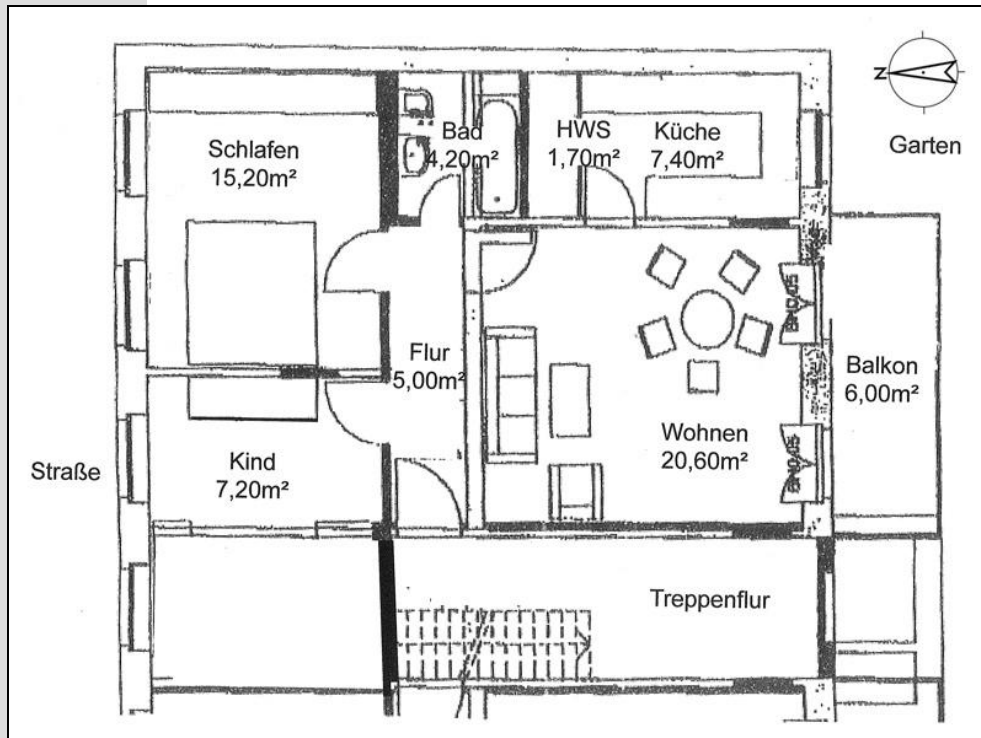 Schlafen
15,20m²
Bad
4,20m²
HWS
1,70m²
Küche
7,40m²
N
Garten
Flur
5,00m²
Balkon
6,00m²
Wohnen
20,60m²
Straße
Kind
7,20m²
Treppenflur